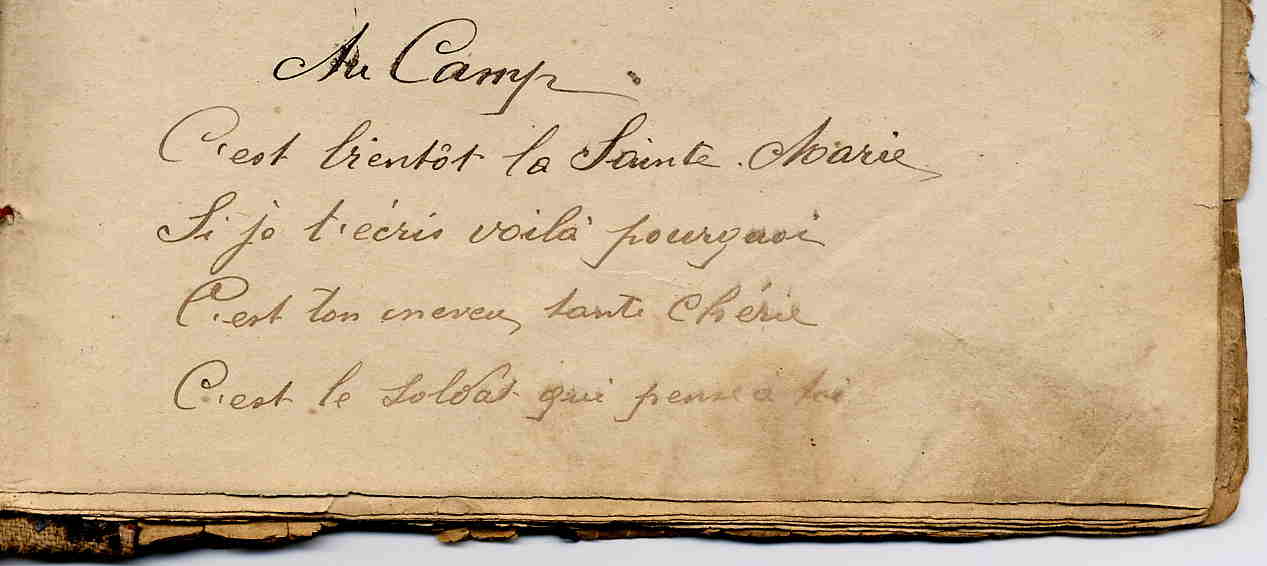 Au Camp
C'est bientôt la Sainte Marie
Si je t'écris voilà pourquoi
C'est ton neveu, tante chérie
C'est le soldat qui pense à toi